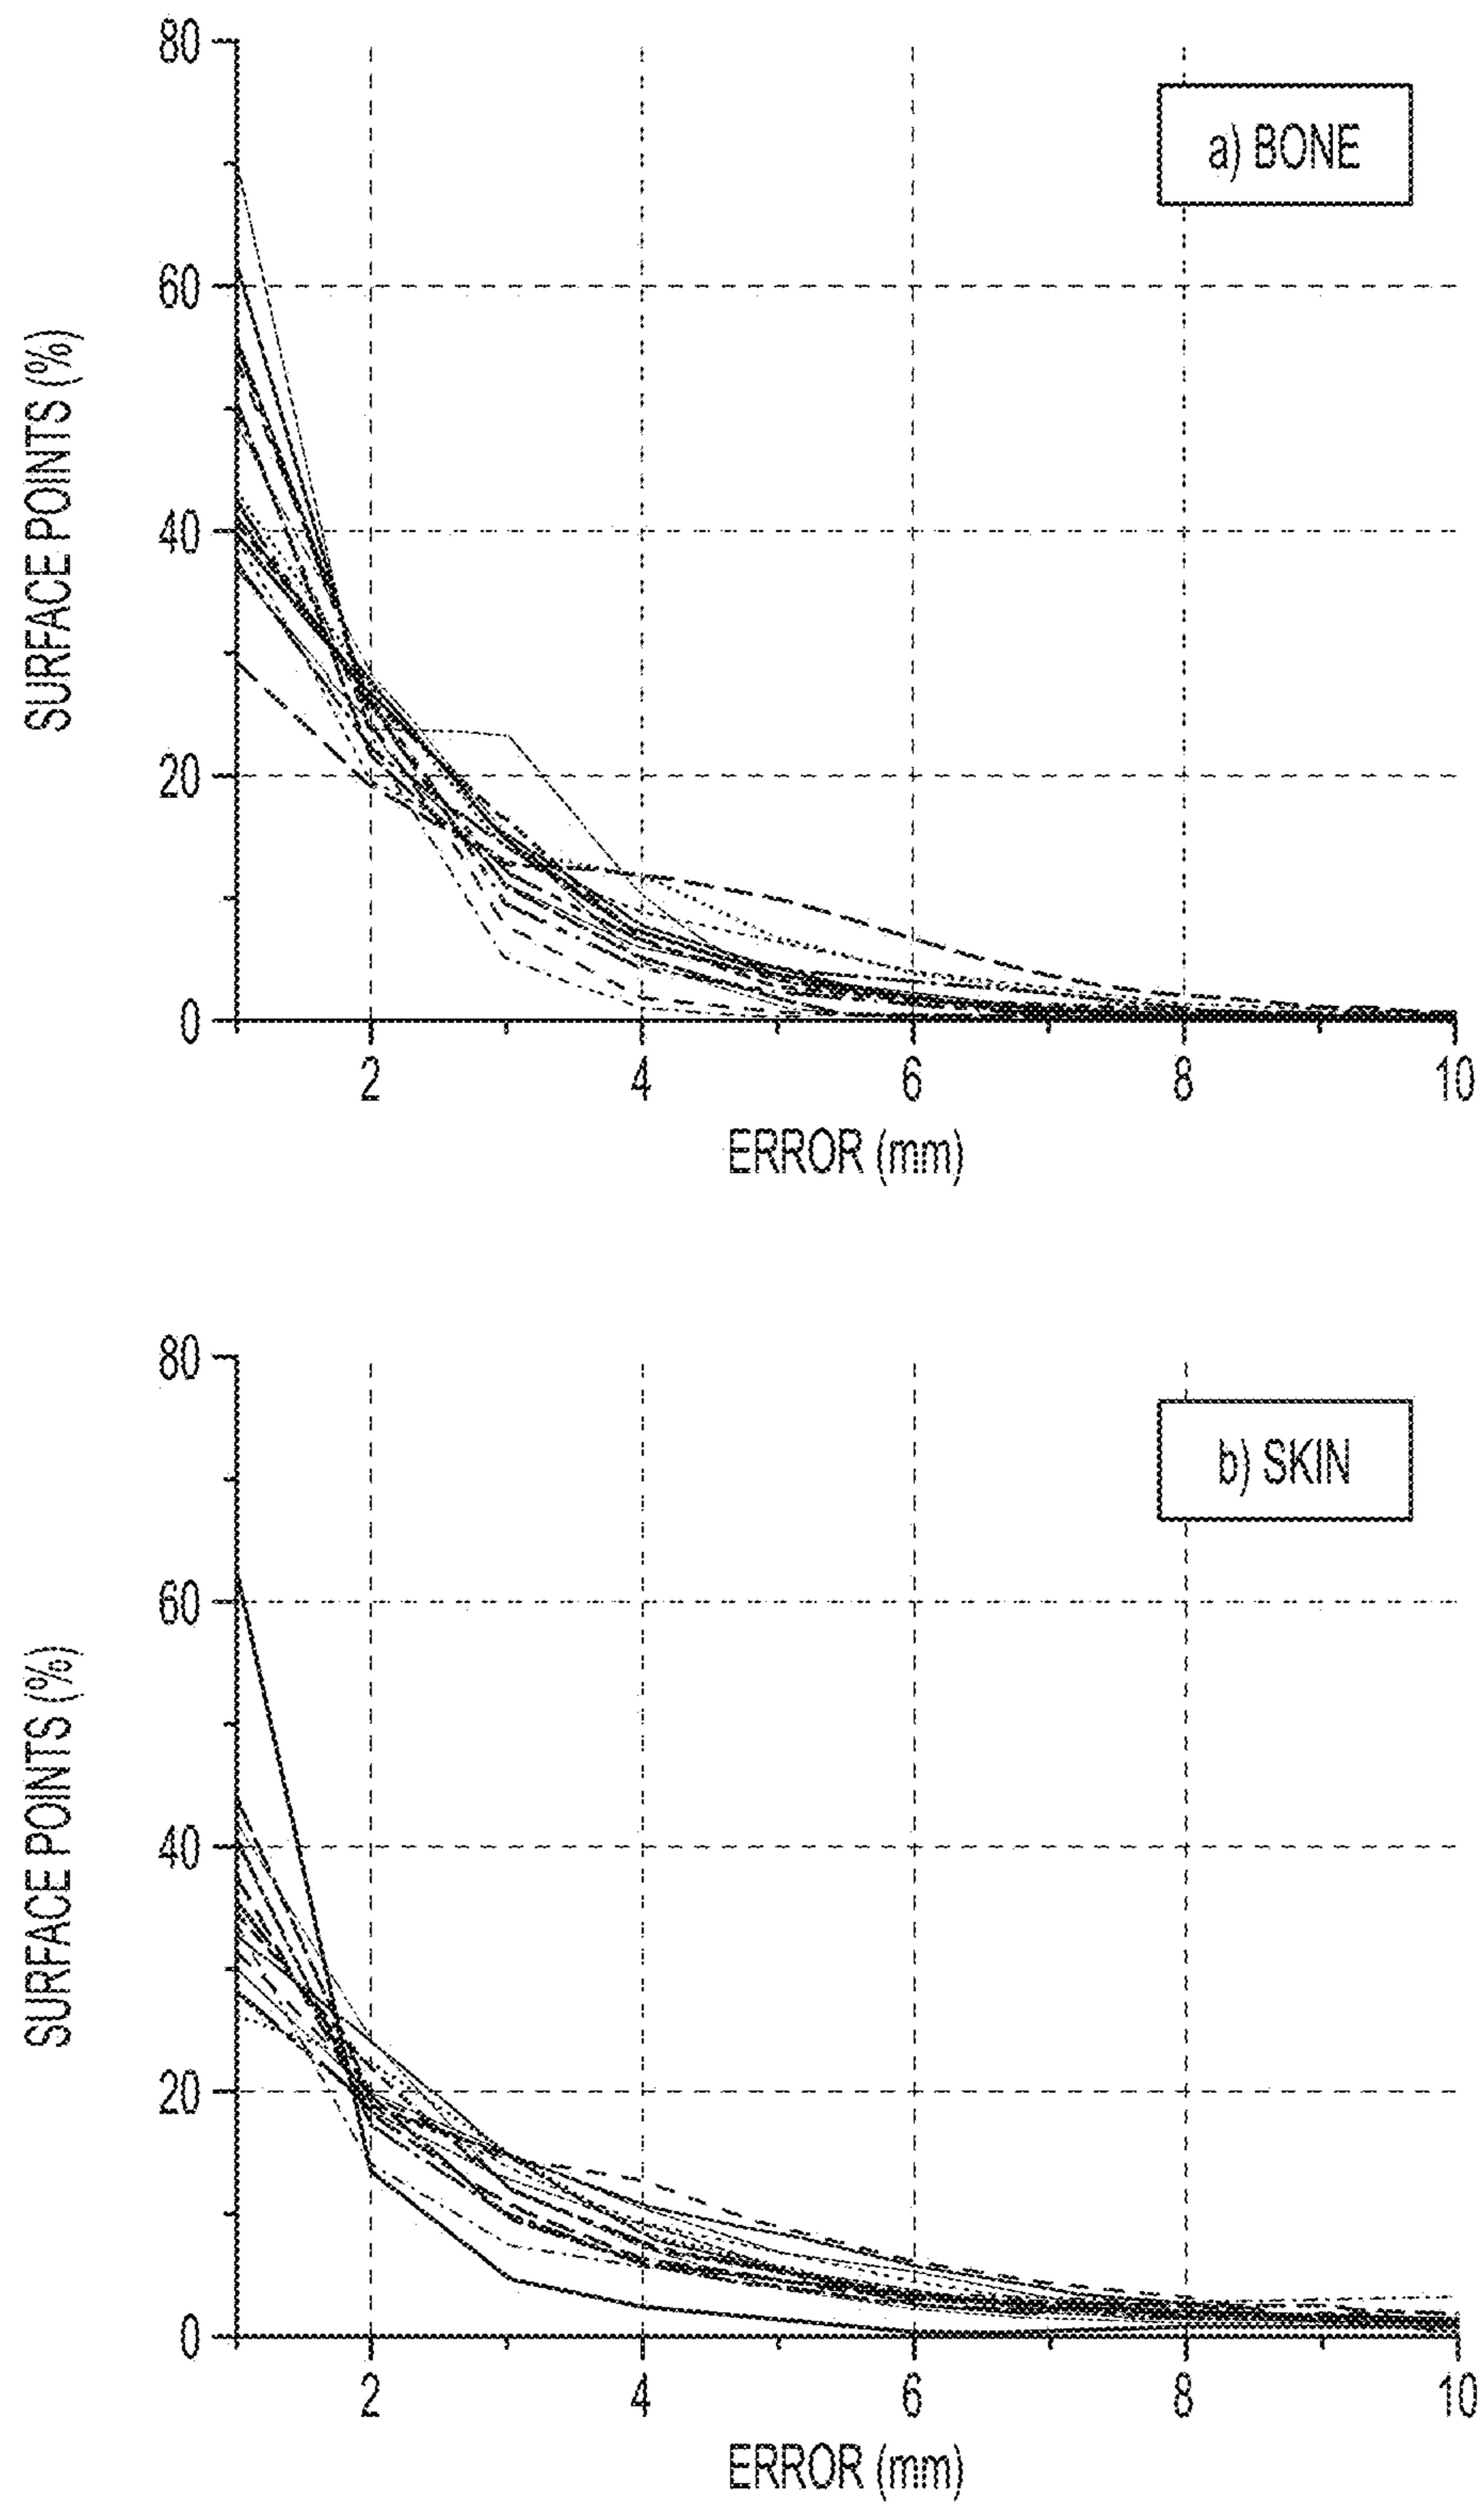 80
a) BONE
60
SURFACE POINTS (%)
40
20
0
2 4 6 8 10
ERROR (mm)
80
b) SKIN
60
SURFACE POINTS (%)
40
20
0
2 4 6 8 10
ERROR (mm)